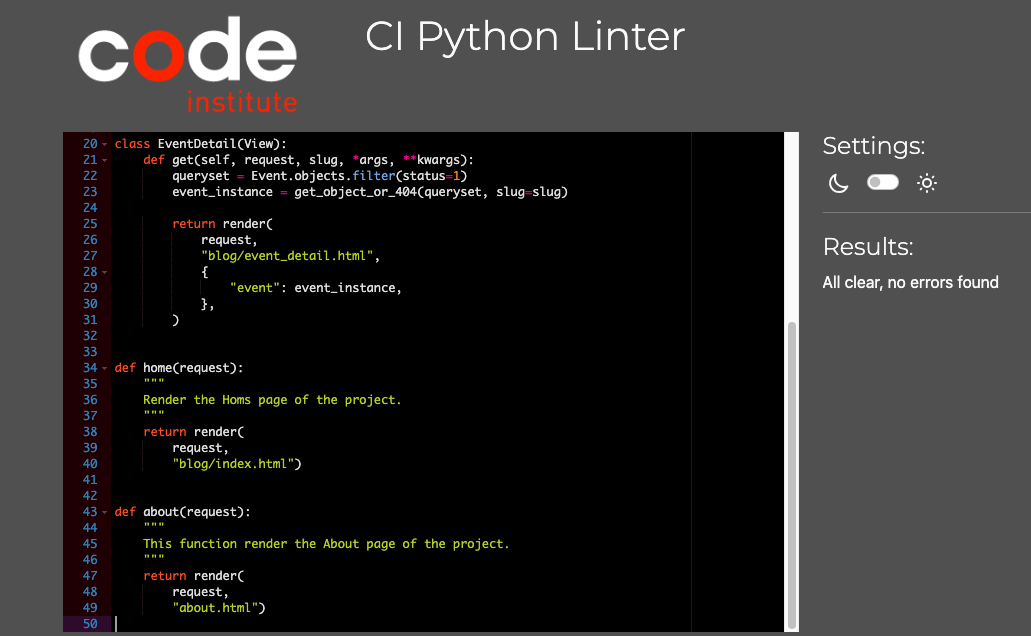 code
institute
CI Python Linter
20 class EventDetail(View):
21     def get(self, request, slug, *args, **kwargs):
22         queryset = Event.objects.filter(status=1)
23         event_instance = get_object_or_404(queryset, slug=slug)
24
25         return render(
26             request,
27             "blog/event_detail.html",
28             {
29                 "event": event_instance,
30             },
31         )
32
33
34 def home(request):
35     """
36     Render the Homs page of the project.
37     """
38     return render(
39         request,
40         "blog/index.html")
41
42
43 def about(request):
44     """
45     This function render the About page of the project.
46     """
47     return render(
48         request,
49         "about.html")
50
Settings:
Results:
All clear, no errors found